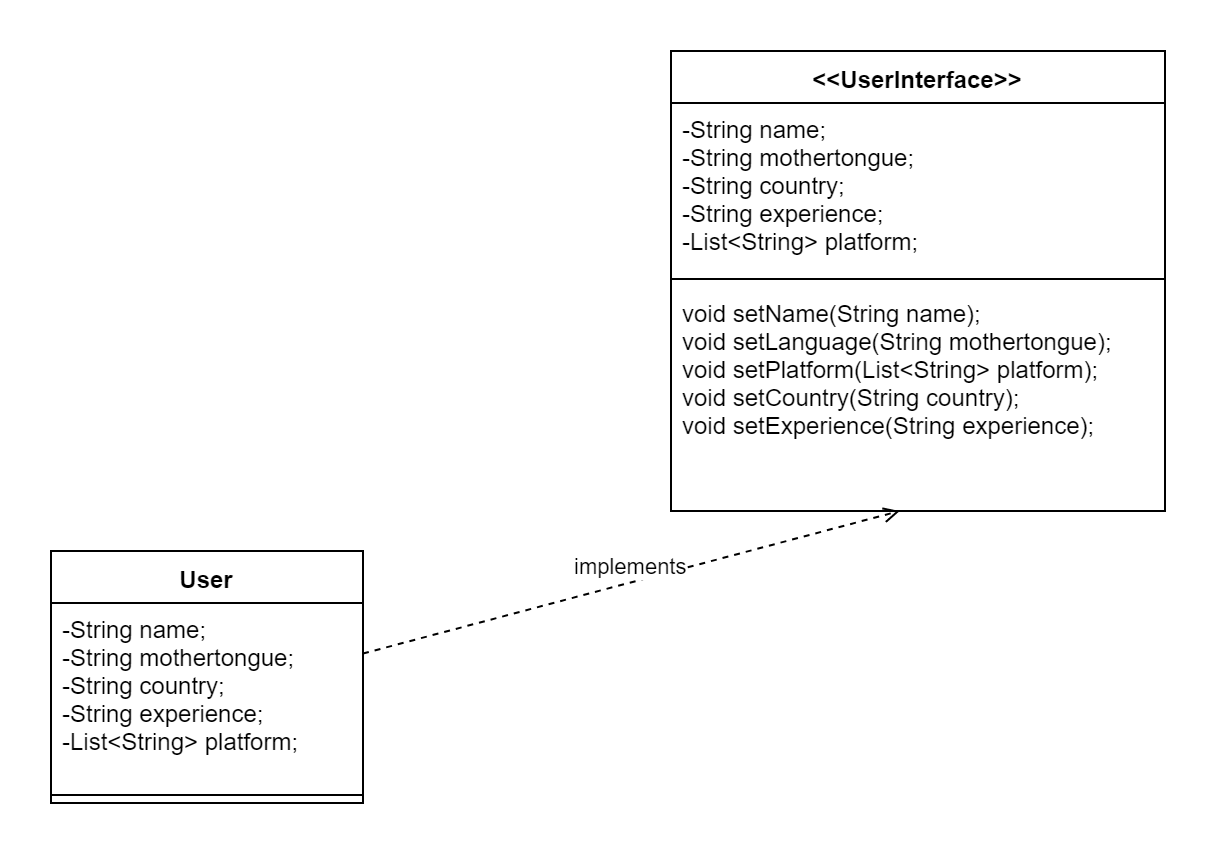 <<UserInterface>>
-String name;
-String mothertongue;
-String country;
-String experience;
-List<String> platform;
void setName(String name);
void setLanguage(String mothertongue);
void setPlatform(List<String> platform);
void setCountry(String country);
void setExperience(String experience);
implements
User
-String name;
-String mothertongue;
-String country;
-String experience;
-List<String> platform;